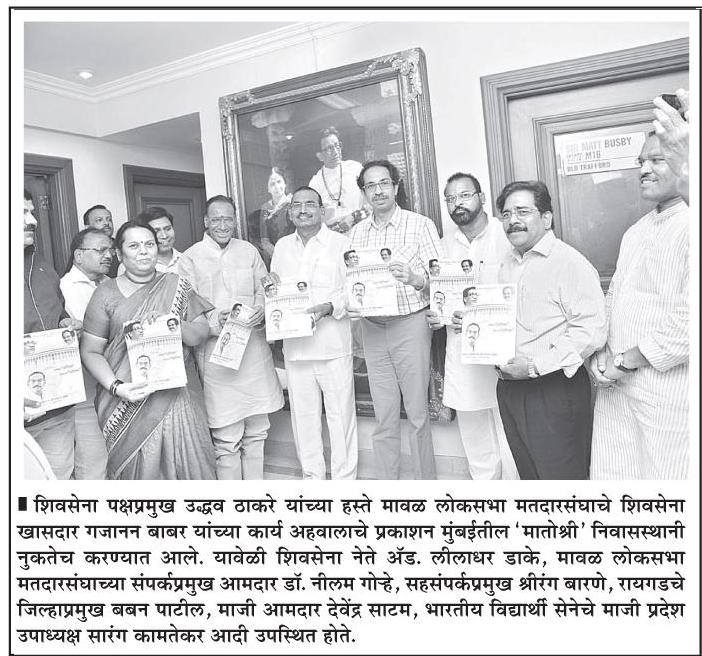 SIR MATT BUSBY
WAY M16
OLD TRAFFORD
शिवसेना पक्षप्रमुख उद्धव ठाकरे यांच्या हस्ते मावळ लोकसभा मतदारसंघाचे शिवसेना
खासदार गजानन बाबर यांच्या कार्य अहवालाचे प्रकाशन मुंबईतील ‘मातोश्री’ निवासस्थानी
नुकतेच करण्यात आले. यावेळी शिवसेना नेते अ‍ॅड. लीलाधर डाके, मावळ लोकसभा
मतदारसंघाच्या संपर्कप्रमुख आमदार डॉ. नीलम गोऱ्हे, सहसंपर्कप्रमुख श्रीरंग बारणे, रायगडचे
जिल्हाप्रमुख बबन पाटील, माजी आमदार देवेंद्र साटम, भारतीय विद्यार्थी सेनेचे माजी प्रदेश
उपाध्यक्ष सारंग कामतेकर आदी उपस्थित होते.